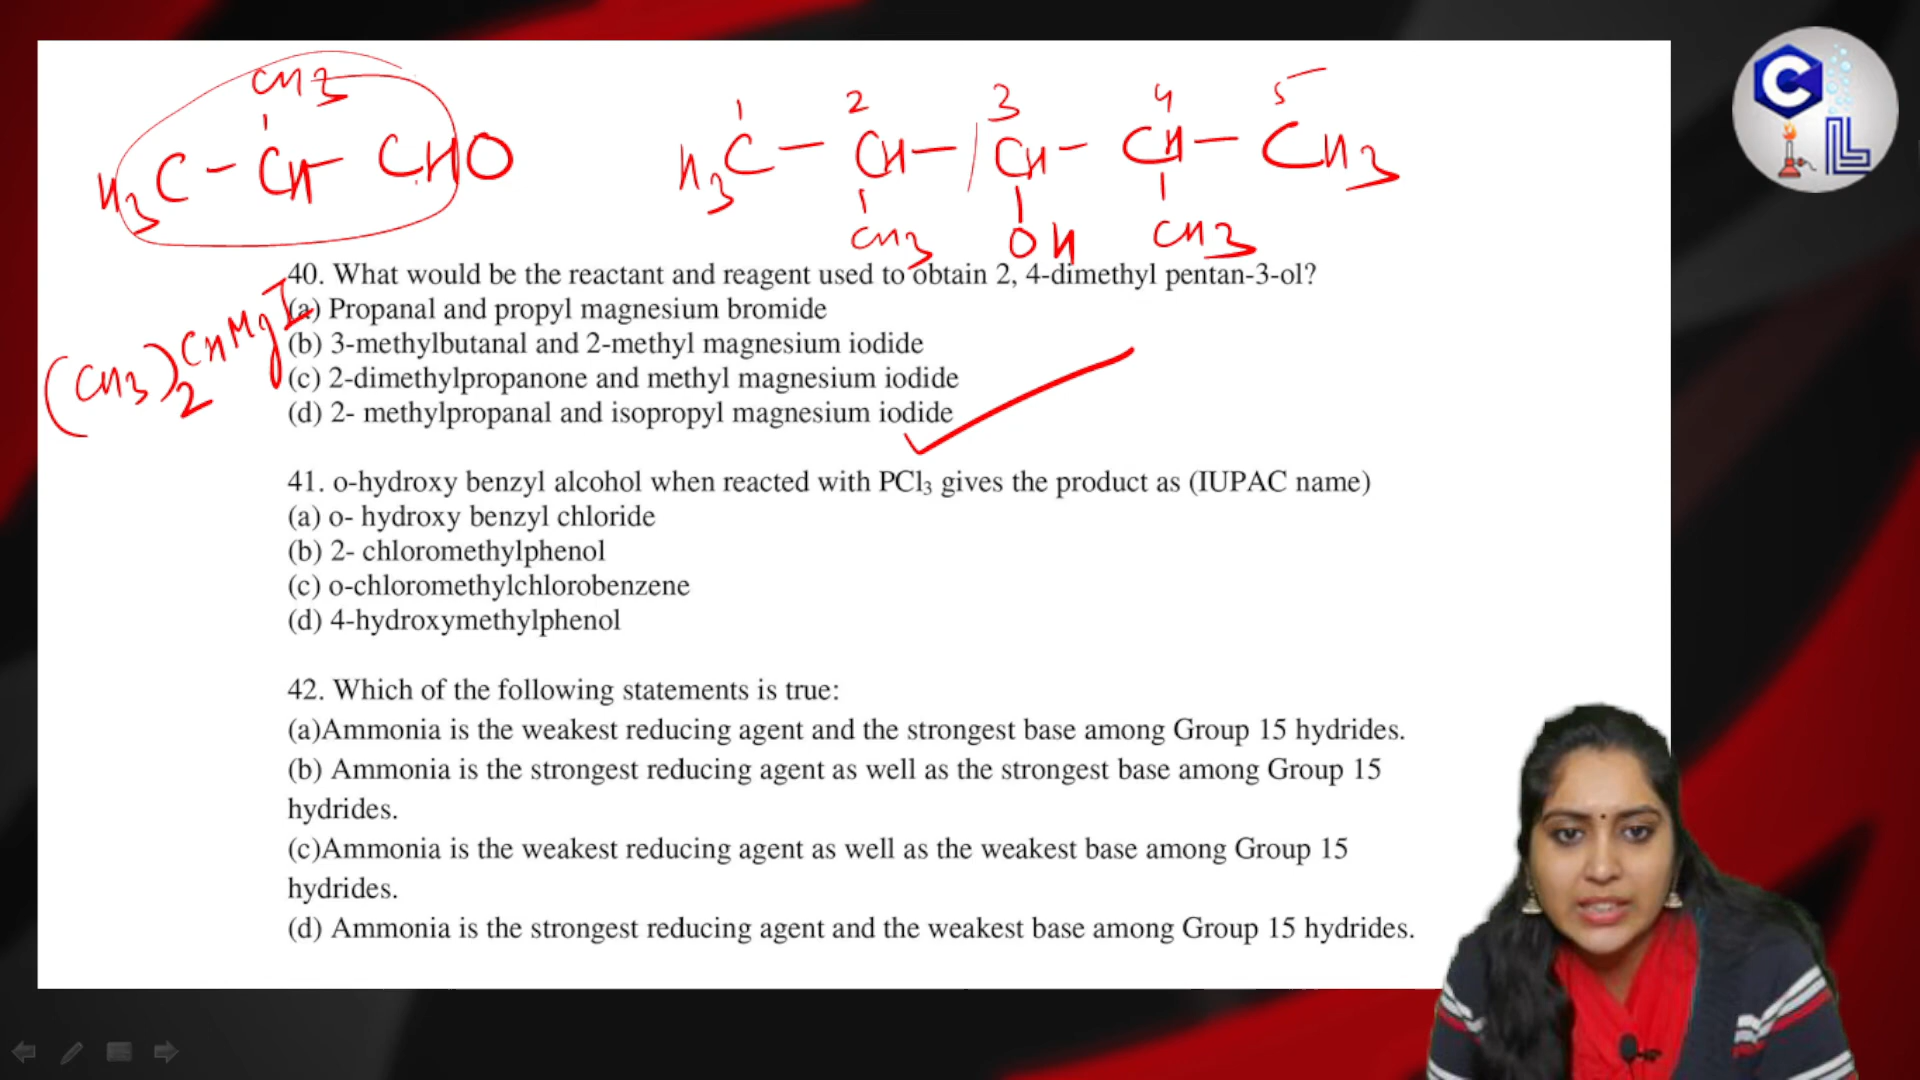 CH3
H3C - CH - CHO
1 2 3 4 5
H3C - CH - CH - CH - CH3
CH3 OH CH3
(CH3)2CHMgI
40. What would be the reactant and reagent used to obtain 2, 4-dimethyl pentan-3-ol?
(a) Propanal and propyl magnesium bromide
(b) 3-methylbutanal and 2-methyl magnesium iodide
(c) 2-dimethylpropanone and methyl magnesium iodide
(d) 2- methylpropanal and isopropyl magnesium iodide
41. o-hydroxy benzyl alcohol when reacted with PCl₃ gives the product as (IUPAC name)
(a) o- hydroxy benzyl chloride
(b) 2- chloromethylphenol
(c) o-chloromethylchlorobenzene
(d) 4-hydroxymethylphenol
42. Which of the following statements is true:
(a)Ammonia is the weakest reducing agent and the strongest base among Group 15 hydrides.
(b) Ammonia is the strongest reducing agent as well as the strongest base among Group 15
hydrides.
(c)Ammonia is the weakest reducing agent as well as the weakest base among Group 15
hydrides.
(d) Ammonia is the strongest reducing agent and the weakest base among Group 15 hydrides.
C
L